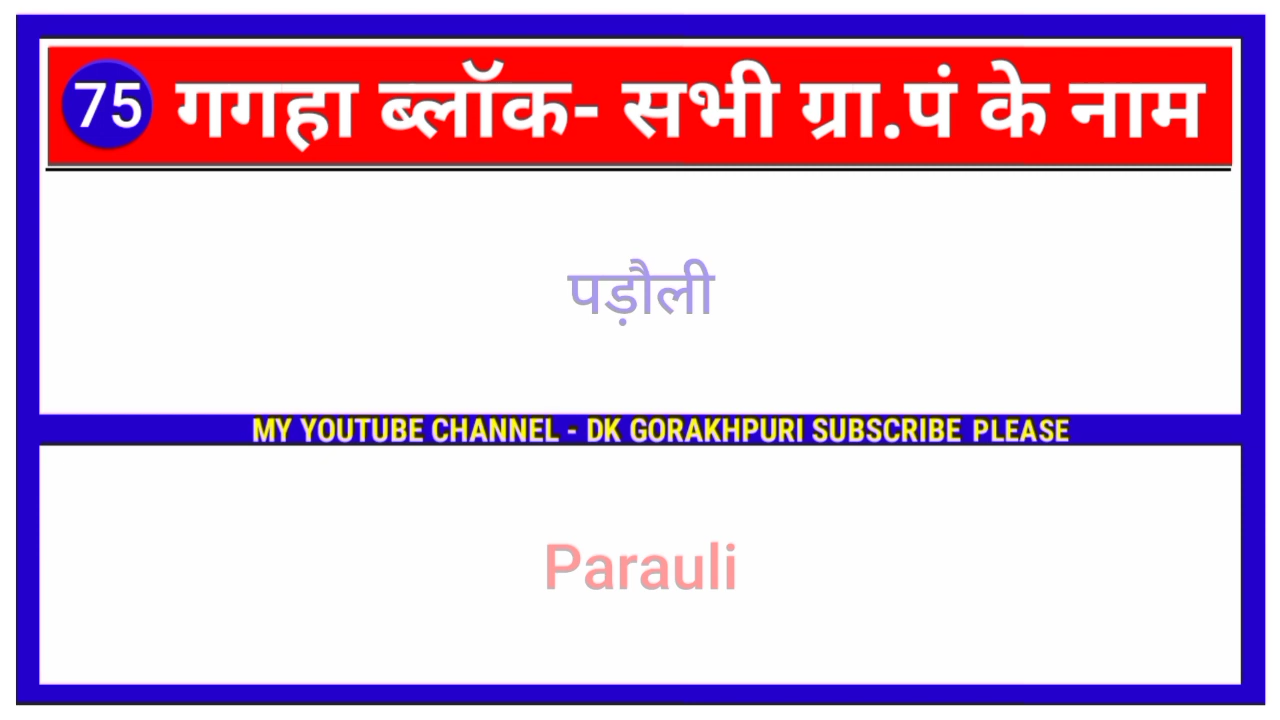 75 गगहा ब्लॉक- सभी ग्रा.पं के नाम
पड़ौली
MY YOUTUBE CHANNEL - DK GORAKHPURI SUBSCRIBE PLEASE
Parauli